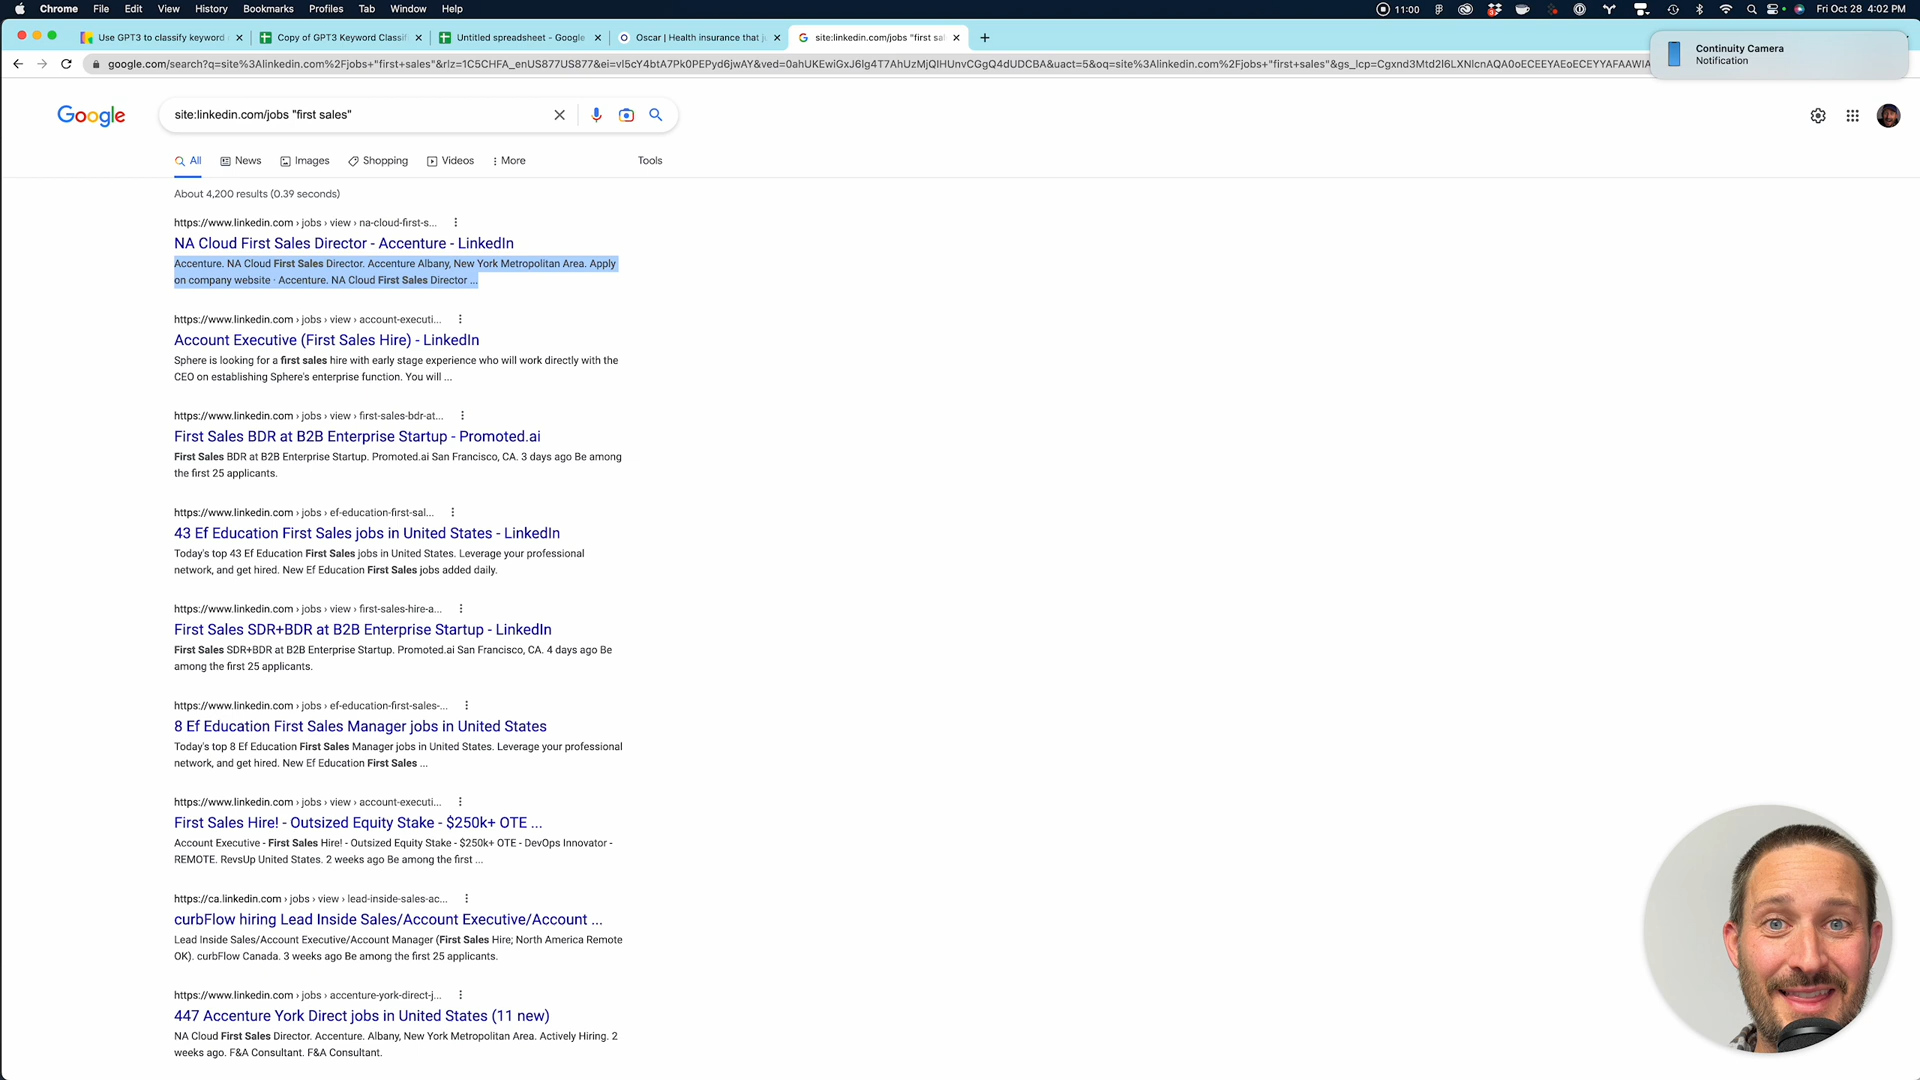 Chrome File Edit View History Bookmarks Profiles Tab Window Help 11:00 Fri Oct 28 4:02 PM
Use GPT3 to classify keyword Copy of GPT3 Keyword Classif Untitled spreadsheet - Google Oscar | Health insurance that site:linkedin.com/jobs "first sal
Continuity Camera
Notification
google.com/search?q=site%3Alinkedin.com%2Fjobs+"first+sales"
Google site:linkedin.com/jobs "first sales"
All News Images Shopping Videos More Tools
About 4,200 results (0.39 seconds)
https://www.linkedin.com › jobs › view › na-cloud-first-s...
NA Cloud First Sales Director - Accenture - LinkedIn
Accenture. NA Cloud First Sales Director. Accenture Albany, New York Metropolitan Area. Apply
on company website · Accenture. NA Cloud First Sales Director ...
https://www.linkedin.com › jobs › view › account-executi...
Account Executive (First Sales Hire) - LinkedIn
Sphere is looking for a first sales hire with early stage experience who will work directly with the
CEO on establishing Sphere's enterprise function. You will ...
https://www.linkedin.com › jobs › view › first-sales-bdr-at...
First Sales BDR at B2B Enterprise Startup - Promoted.ai
First Sales BDR at B2B Enterprise Startup. Promoted.ai San Francisco, CA. 3 days ago Be among
the first 25 applicants.
https://www.linkedin.com › jobs › ef-education-first-sal...
43 Ef Education First Sales jobs in United States - LinkedIn
Today's top 43 Ef Education First Sales jobs in United States. Leverage your professional
network, and get hired. New Ef Education First Sales jobs added daily.
https://www.linkedin.com › jobs › view › first-sales-hire-a...
First Sales SDR+BDR at B2B Enterprise Startup - LinkedIn
First Sales SDR+BDR at B2B Enterprise Startup. Promoted.ai San Francisco, CA. 4 days ago Be
among the first 25 applicants.
https://www.linkedin.com › jobs › ef-education-first-sales-...
8 Ef Education First Sales Manager jobs in United States
Today's top 8 Ef Education First Sales Manager jobs in United States. Leverage your professional
network, and get hired. New Ef Education First Sales ...
https://www.linkedin.com › jobs › view › account-executi...
First Sales Hire! - Outsized Equity Stake - $250k+ OTE ...
Account Executive - First Sales Hire! - Outsized Equity Stake - $250k+ OTE - DevOps Innovator -
REMOTE. RevsUp United States. 2 weeks ago Be among the first ...
https://ca.linkedin.com › jobs › view › lead-inside-sales-ac...
curbFlow hiring Lead Inside Sales/Account Executive/Account ...
Lead Inside Sales/Account Executive/Account Manager (First Sales Hire; North America Remote
OK). curbFlow Canada. 3 weeks ago Be among the first 25 applicants.
https://www.linkedin.com › jobs › accenture-york-direct-j...
447 Accenture York Direct jobs in United States (11 new)
NA Cloud First Sales Director. Accenture. Albany, New York Metropolitan Area. Actively Hiring. 2
weeks ago. F&A Consultant. F&A Consultant.